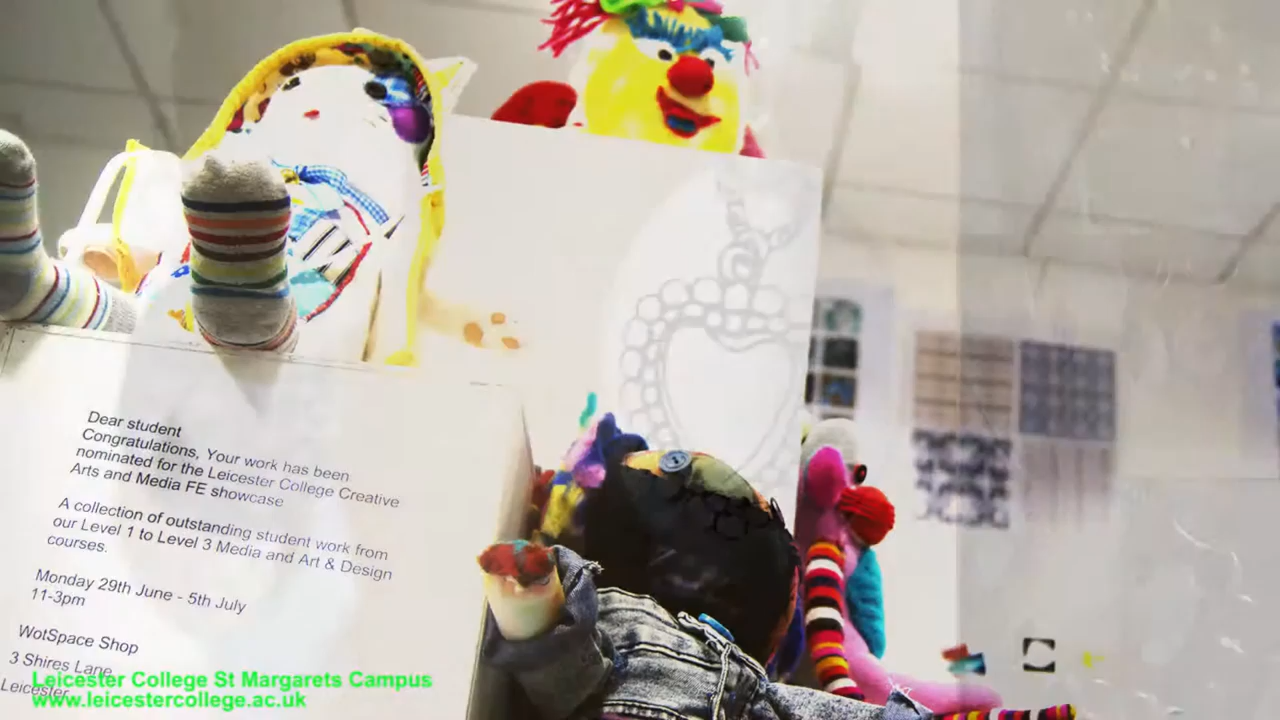 Dear student
Congratulations, Your work has been
nominated for the Leicester College Creative
Arts and Media FE showcase
A collection of outstanding student work from
our Level 1 to Level 3 Media and Art & Design
courses.
Monday 29th June - 5th July
11-3pm
WotSpace Shop
3 Shires Lane
Leicester
Leicester College St Margarets Campus
www.leicestercollege.ac.uk